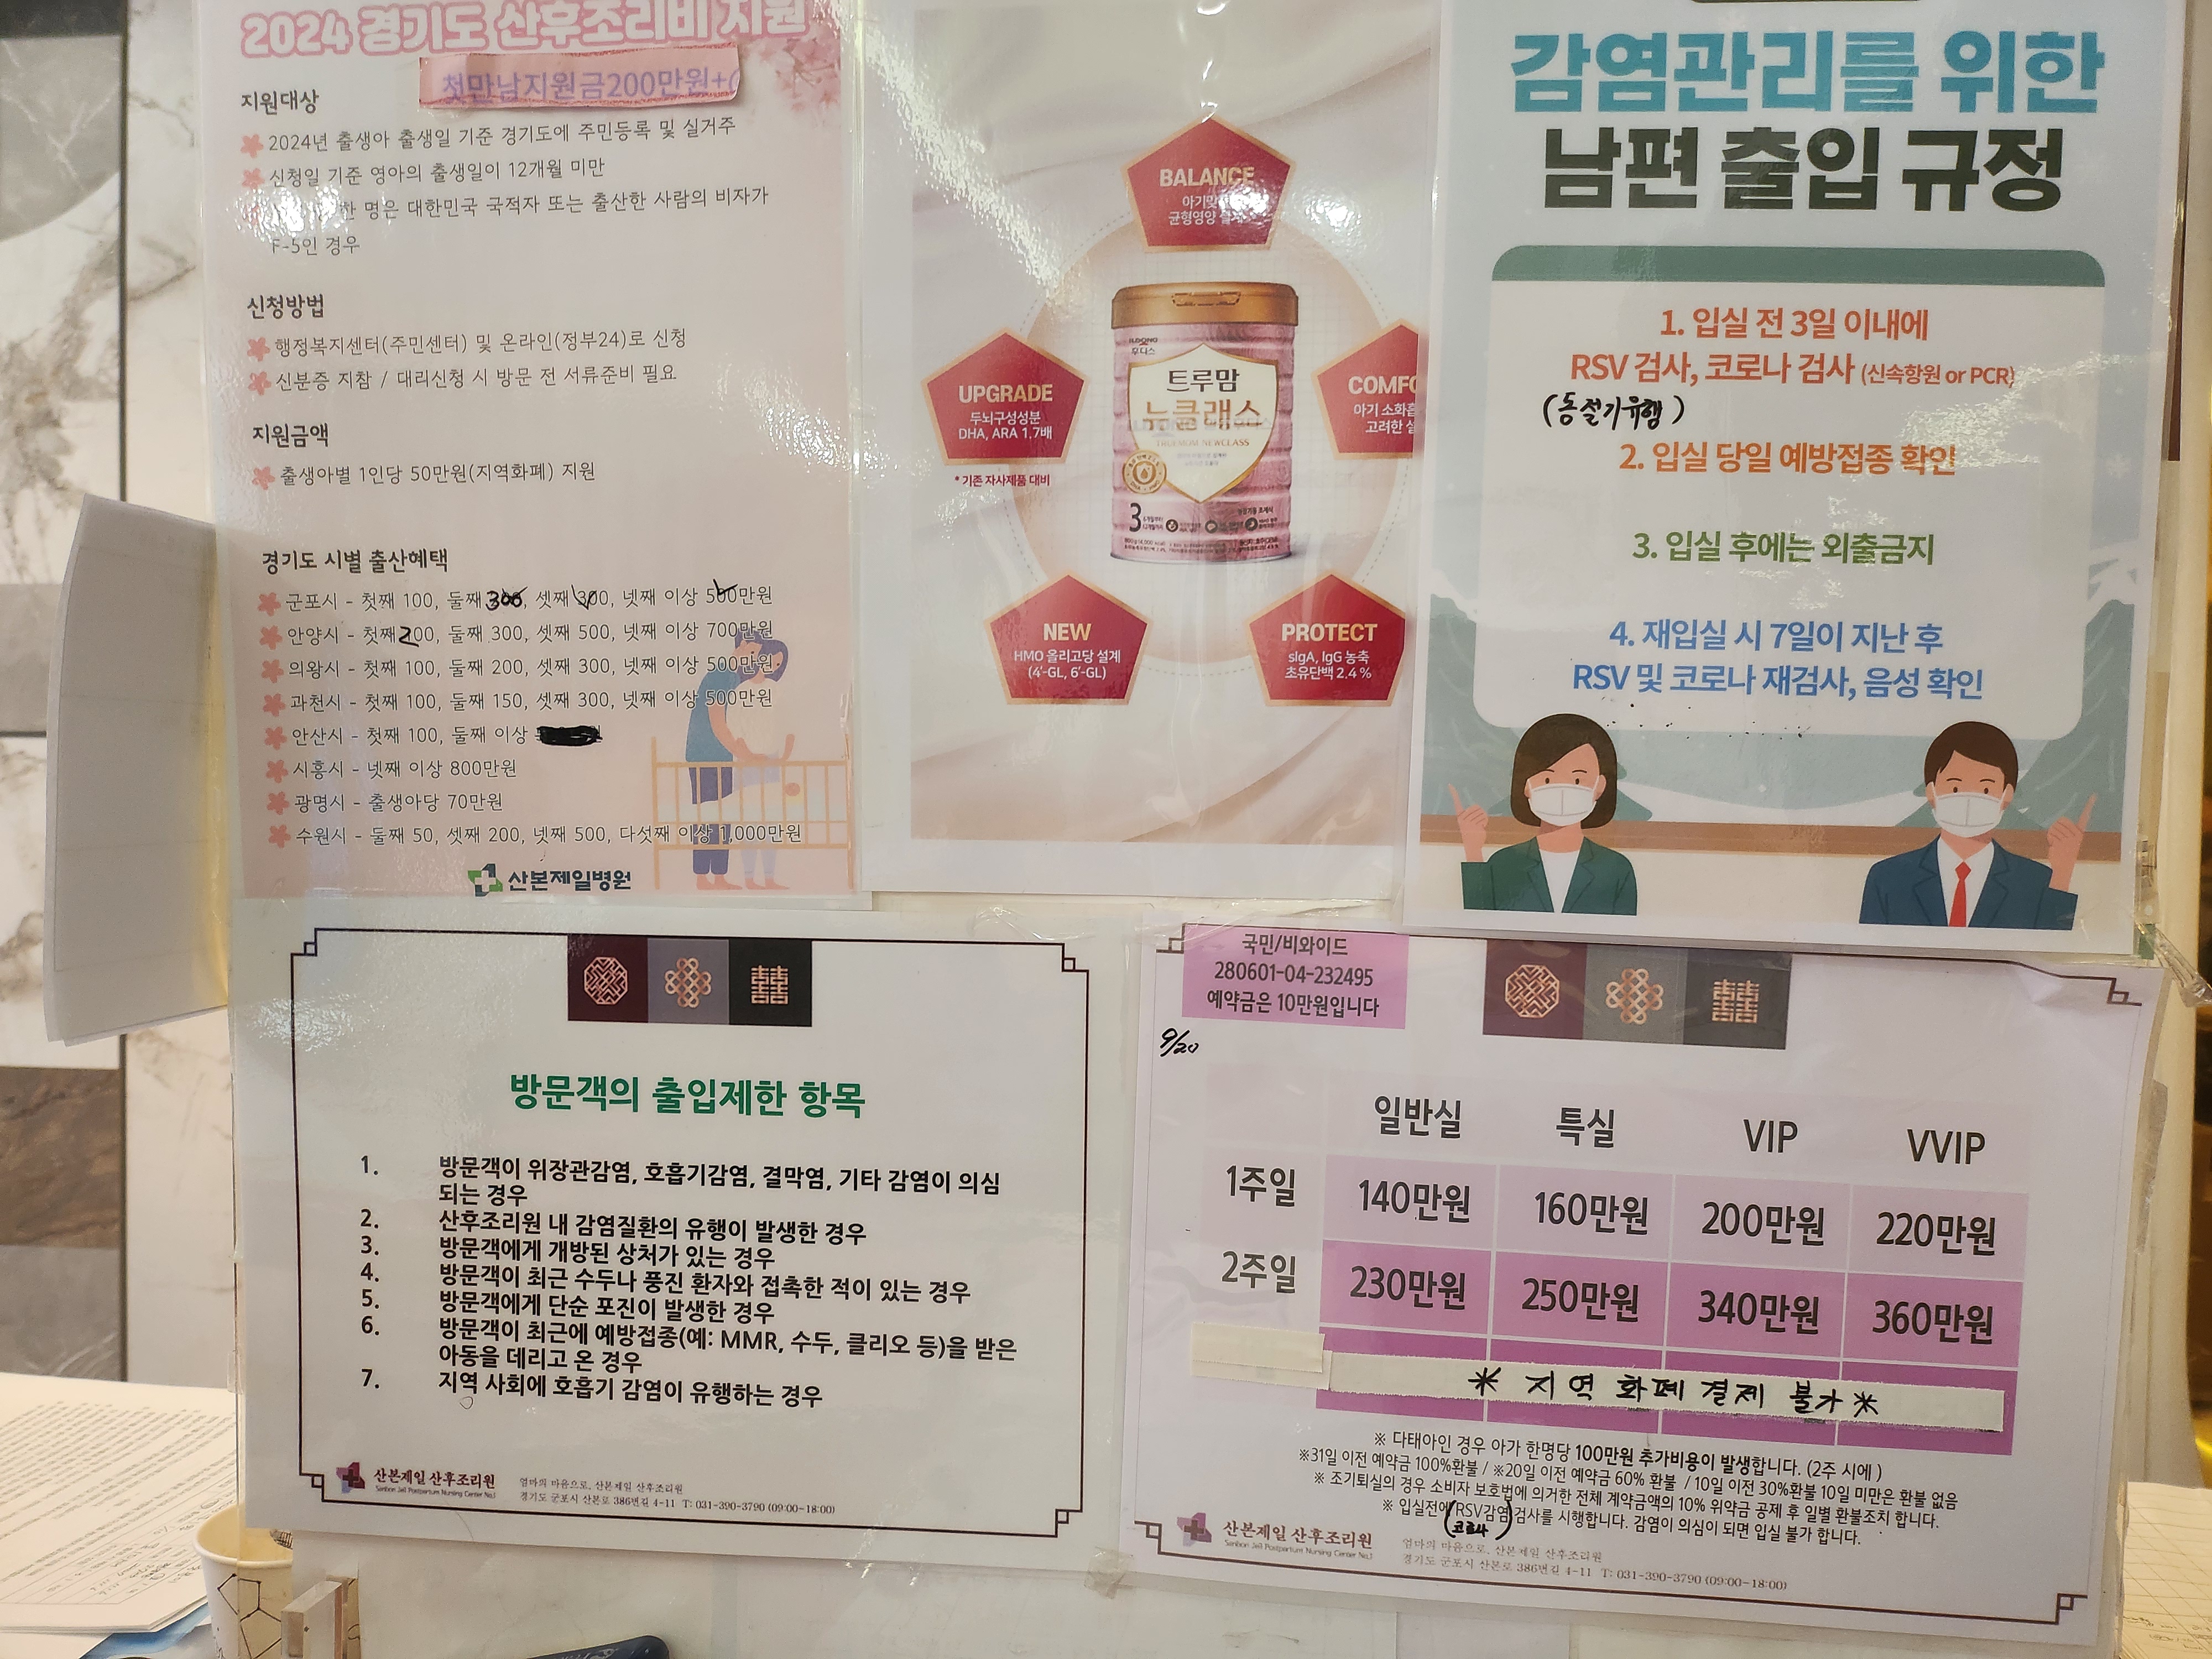 2024 경기도 산후조리비 지원
첫만남지원금200만원+
지원대상
2024년 출생아 출생일 기준 경기도에 주민등록 및 실거주
신청일 기준 영아의 출생일이 12개월 미만
한 명은 대한민국 국적자 또는 출산한 사람의 비자가
F-5인 경우
신청방법
행정복지센터(주민센터) 및 온라인(정부24)로 신청
신분증 지참 / 대리신청 시 방문 전 서류준비 필요
지원금액
출생아별 1인당 50만원(지역화폐) 지원
경기도 시별 출산혜택
군포시 - 첫째 100, 둘째 300, 셋째 300, 넷째 이상 500만원
안양시 - 첫째 200, 둘째 300, 셋째 500, 넷째 이상 700만원
의왕시 - 첫째 100, 둘째 200, 셋째 300, 넷째 이상 500만원
과천시 - 첫째 100, 둘째 150, 셋째 300, 넷째 이상 500만원
안산시 - 첫째 100, 둘째 이상
시흥시 - 넷째 이상 800만원
광명시 - 출생아당 70만원
수원시 - 둘째 50, 셋째 200, 넷째 500, 다섯째 이상 1,000만원
산본제일병원
BALANCE
균형영양
UPGRADE
두뇌구성성분
DHA, ARA 1.7배
* 기존 자사제품 대비
COMFO
아기 소화흡
고려한 설
NEW
HMO 올리고당 설계
(4'-GL, 6'-GL)
PROTECT
sIgA, IgG 농축
초유단백 2.4 %
ILDONG
후디스
트루맘
뉴클래스
TRUEMOM NEWCLASS
3
감염관리를 위한
남편 출입 규정
1. 입실 전 3일 이내에
RSV 검사, 코로나 검사 (신속항원 or PCR)
(동절기유행)
2. 입실 당일 예방접종 확인
3. 입실 후에는 외출금지
4. 재입실 시 7일이 지난 후
RSV 및 코로나 재검사, 음성 확인
방문객의 출입제한 항목
1. 방문객이 위장관감염, 호흡기감염, 결막염, 기타 감염이 의심
되는 경우
2. 산후조리원 내 감염질환의 유행이 발생한 경우
3. 방문객에게 개방된 상처가 있는 경우
4. 방문객이 최근 수두나 풍진 환자와 접촉한 적이 있는 경우
5. 방문객에게 단순 포진이 발생한 경우
6. 방문객이 최근에 예방접종(예: MMR, 수두, 클리오 등)을 받은
아동을 데리고 온 경우
7. 지역 사회에 호흡기 감염이 유행하는 경우
산본제일 산후조리원
Sanbon Jeil Postpartum Nursing Center No.1
엄마의 마음으로, 산본제일 산후조리원
경기도 군포시 산본로 386번길 4-11 T: 031-390-3790 (09:00-18:00)
국민/비와이드
280601-04-232495
예약금은 10만원입니다
9/20
일반실 특실 VIP VVIP
1주일 140만원 160만원 200만원 220만원
2주일 230만원 250만원 340만원 360만원
* 지역 화폐 결제 불가 *
※ 다태아인 경우 아가 한명당 100만원 추가비용이 발생합니다. (2주 시에)
※31일 이전 예약금 100%환불 / ※20일 이전 예약금 60% 환불 / 10일 이전 30%환불 10일 미만은 환불 없음
※ 조기퇴실의 경우 소비자 보호법에 의거한 전체 계약금액의 10% 위약금 공제 후 일별 환불조치 합니다.
※ 입실전에 RSV감염검사를 시행합니다. 감염이 의심이 되면 입실 불가 합니다.
(코로나)
산본제일 산후조리원
Sanbon Jeil Postpartum Nursing Center No.1
엄마의 마음으로, 산본제일 산후조리원
경기도 군포시 산본로 386번길 4-11 T: 031-390-3790 (09:00-18:00)